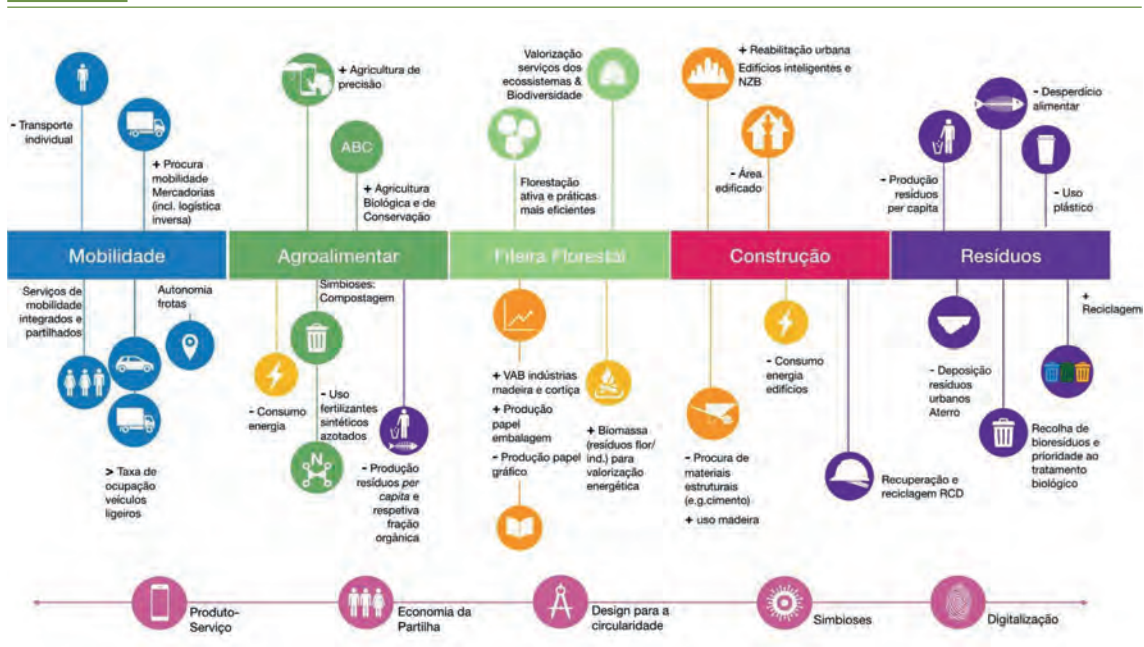 - Transporte
individual
+ Procura
mobilidade
Mercadorias
(incl. logística
inversa)
+ Agricultura de
precisão
ABC
+ Agricultura
Biológica e de
Conservação
Valorização
serviços dos
ecossistemas &
Biodiversidade
Florestação
ativa e práticas
mais eficientes
+ Reabilitação urbana
Edifícios inteligentes e
NZB
- Área
edificado
- Produção
resíduos
per capita
- Desperdício
alimentar
- Uso
plástico
Mobilidade
Agroalimentar
Fileira Florestal
Construção
Resíduos
Serviços de
mobilidade
integrados e
partilhados
Autonomia
frotas
> Taxa de
ocupação
veículos
ligeiros
Simbioses:
Compostagem
- Consumo
energia
- Uso
fertilizantes
sintéticos
azotados
N
- Produção
resíduos per
capita e
respetiva
fração
orgânica
+ VAB indústrias
madeira e cortiça
+ Produção
papel
embalagem
- Produção papel
gráfico
+ Biomassa
(resíduos flor/
ind.) para
valorização
energética
- Procura de
materiais
estruturais
(e.g.cimento)
+ uso madeira
- Consumo
energia
edifícios
Recuperação e
reciclagem RCD
- Deposição
resíduos
urbanos
Aterro
+
Reciclagem
Recolha de
bioresíduos e
prioridade ao
tratamento
biológico
Produto-
Serviço
Economia da
Partilha
Design para a
circularidade
Simbioses
Digitalização